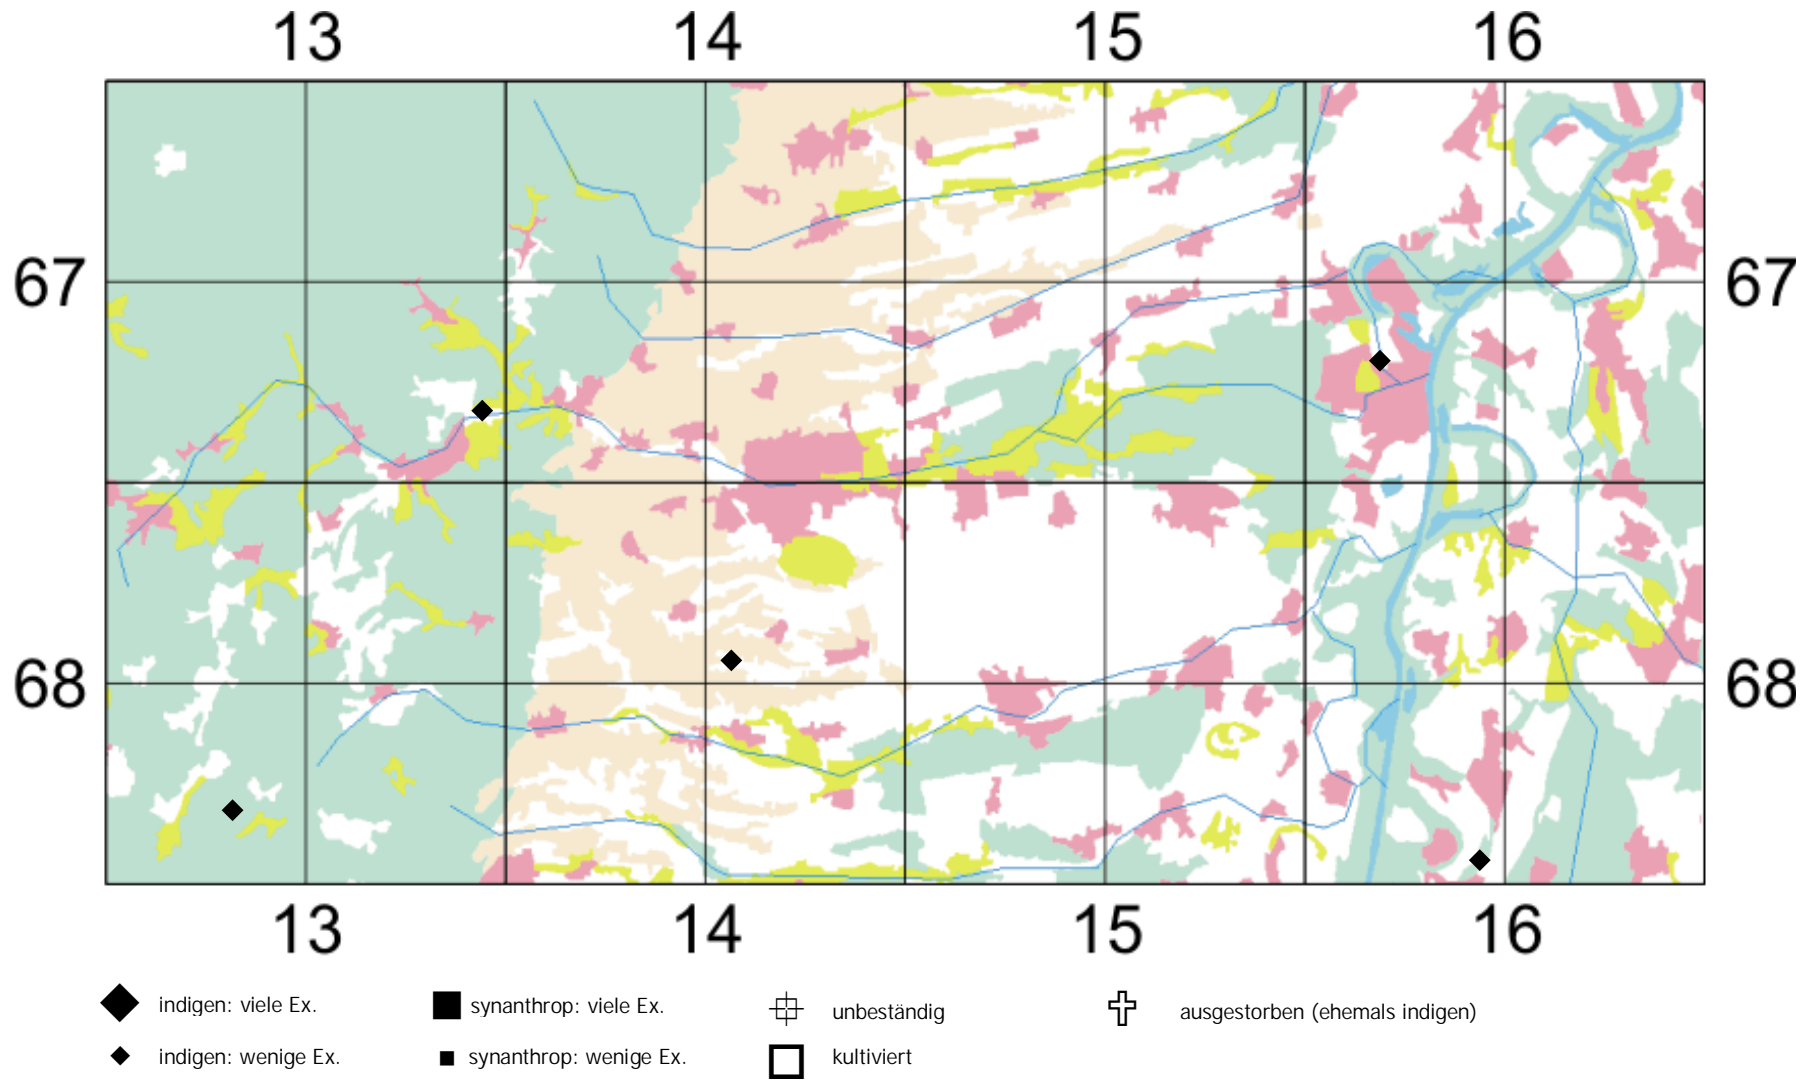 13 14 15 16
67 67
68 68
13 14 15 16
indigen: viele Ex. synanthrop: viele Ex. unbeständig ausgestorben (ehemals indigen)
indigen: wenige Ex. synanthrop: wenige Ex. kultiviert